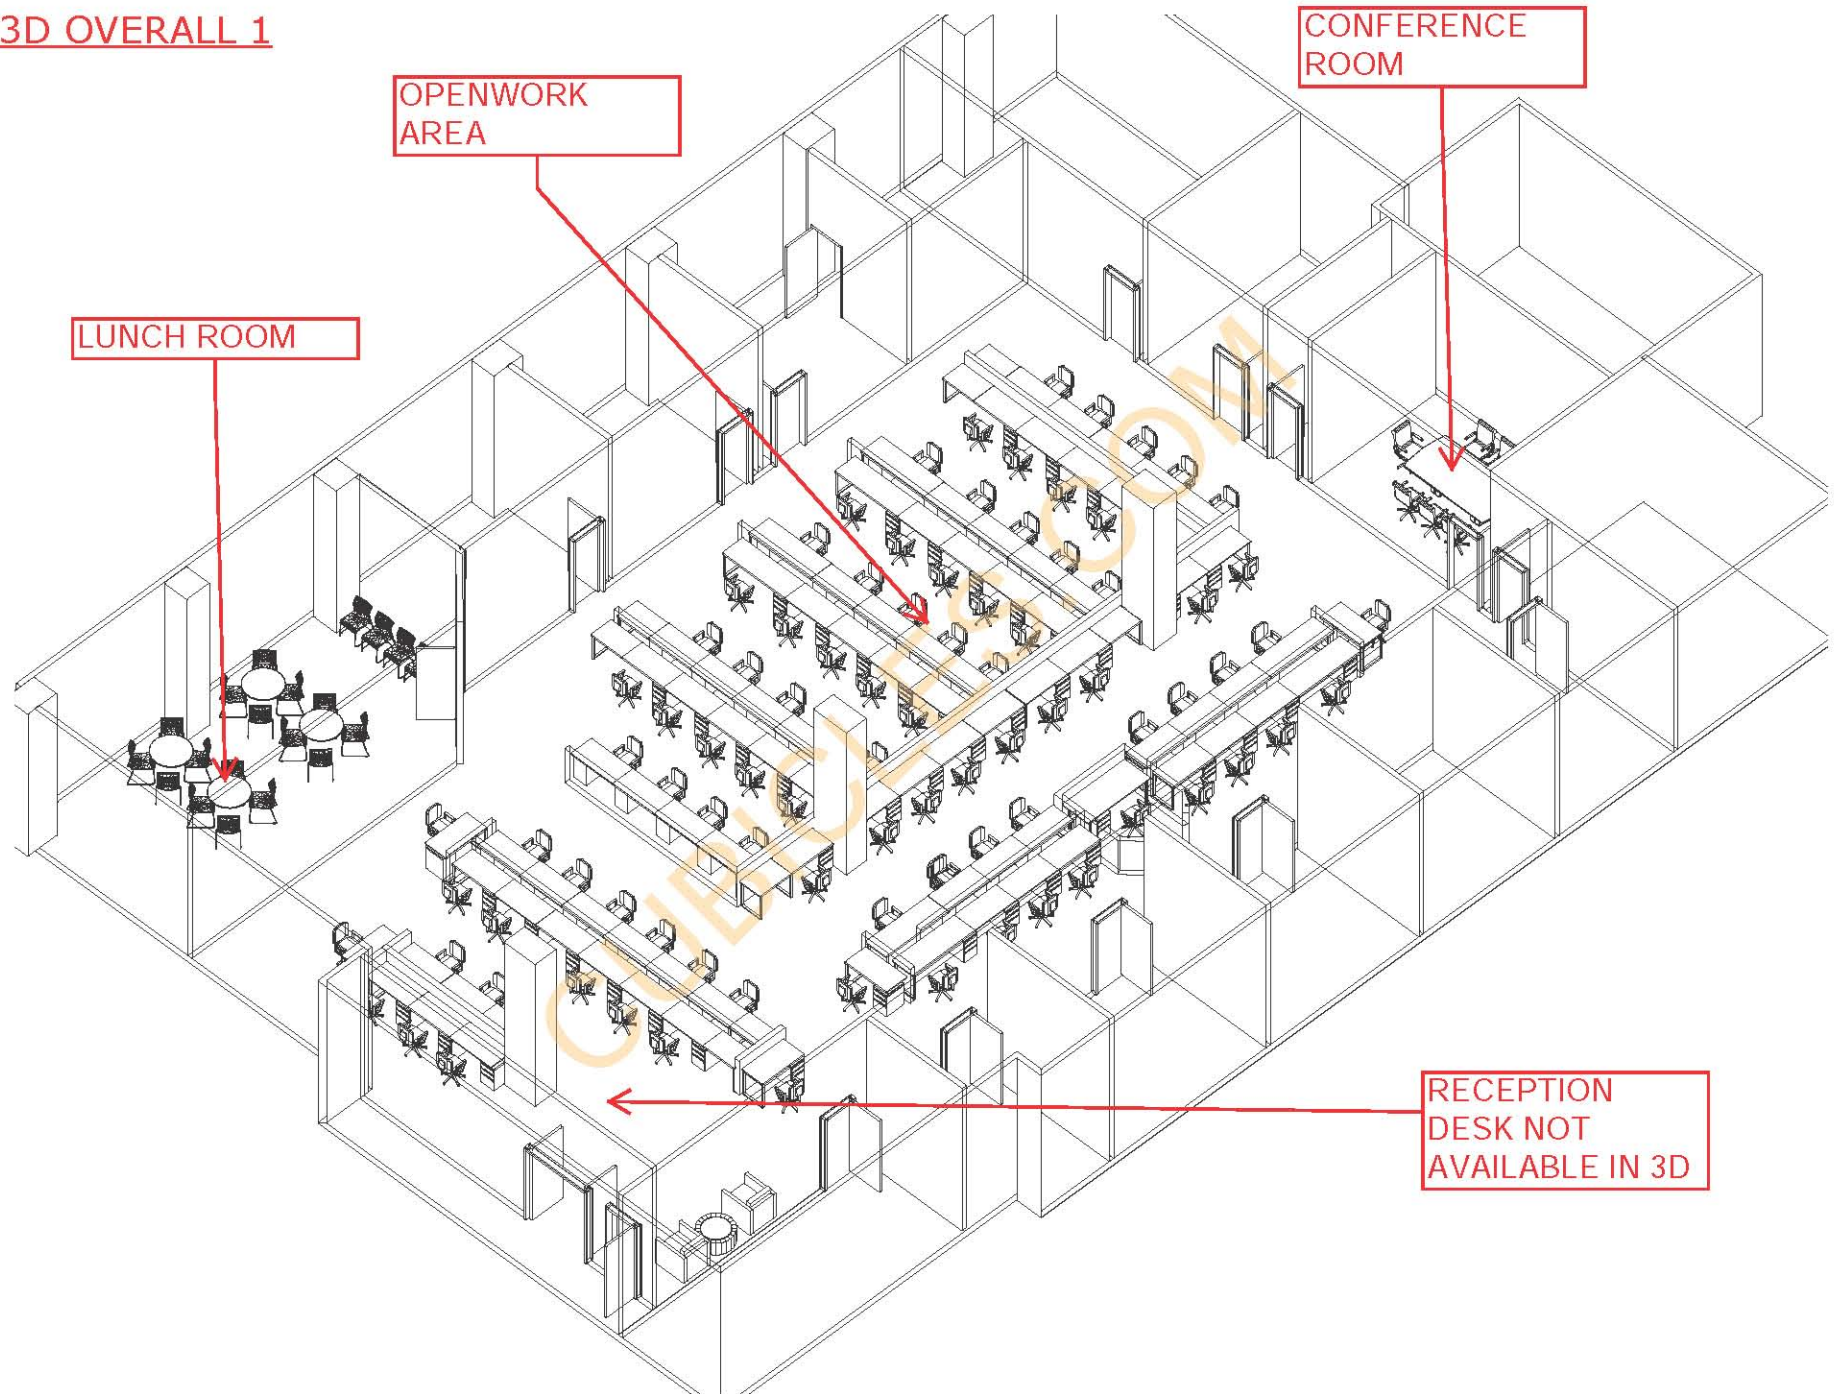 3D OVERALL 1
CONFERENCE
ROOM
OPENWORK
AREA
LUNCH ROOM
CUBICLES.COM
RECEPTION
DESK NOT
AVAILABLE IN 3D